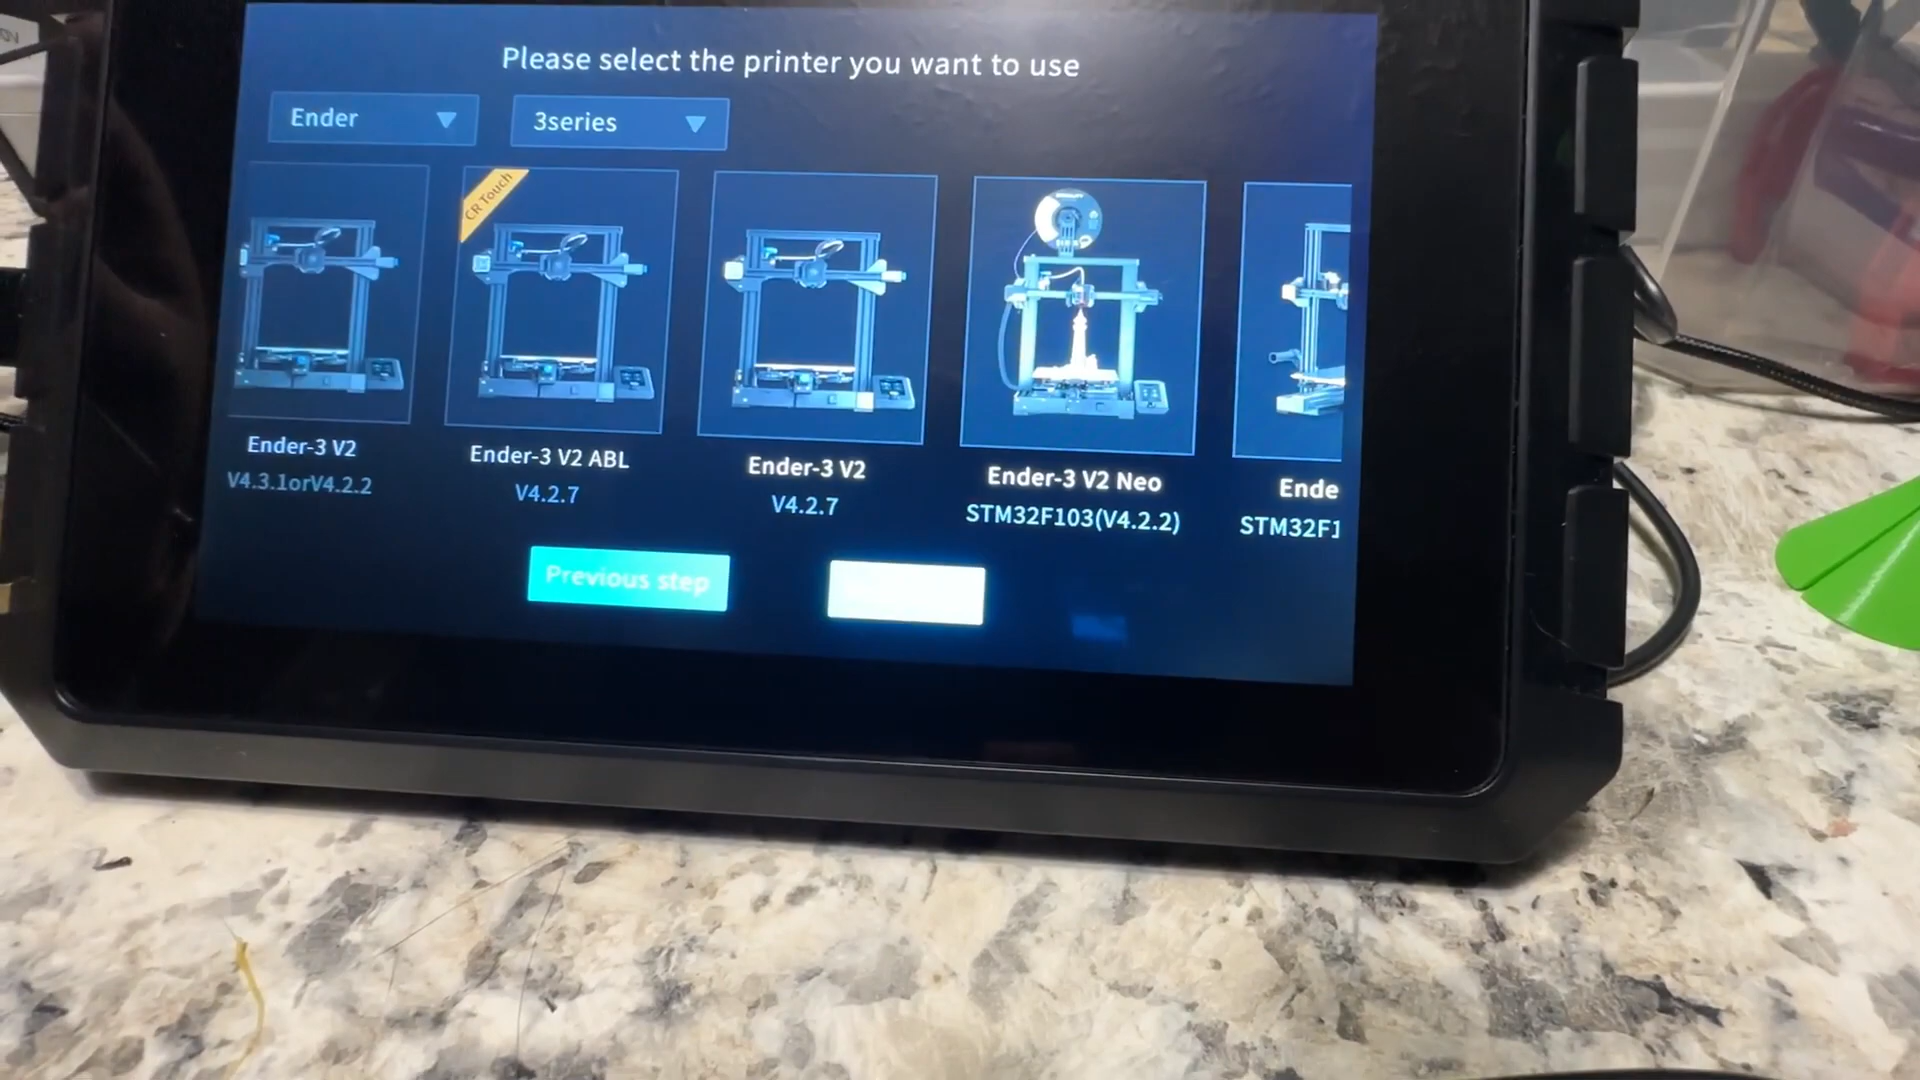 Please select the printer you want to use
Ender
3series
CR Touch
Ender-3 V2
V4.3.1orV4.2.2
Ender-3 V2 ABL
V4.2.7
Ender-3 V2
V4.2.7
Ender-3 V2 Neo
STM32F103(V4.2.2)
Ende
STM32F1
Previous step